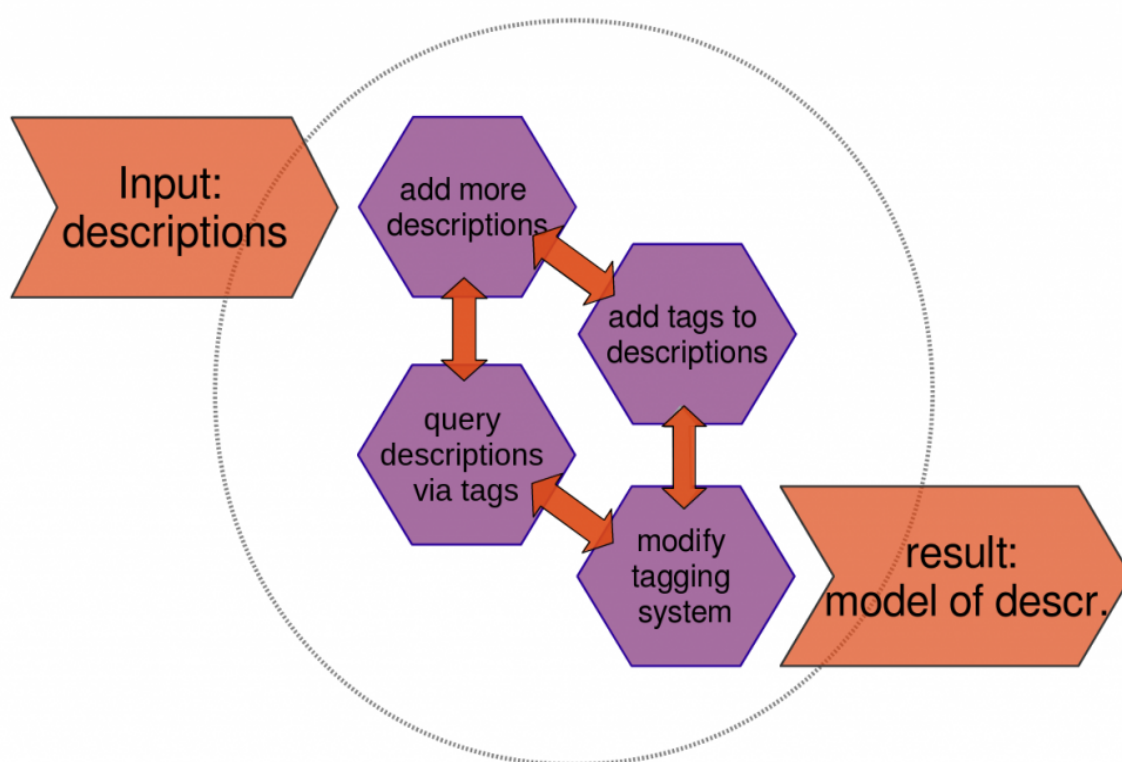 Input:
descriptions
add more
descriptions
add tags to
descriptions
query
descriptions
via tags
modify
tagging
system
result:
model of descr.